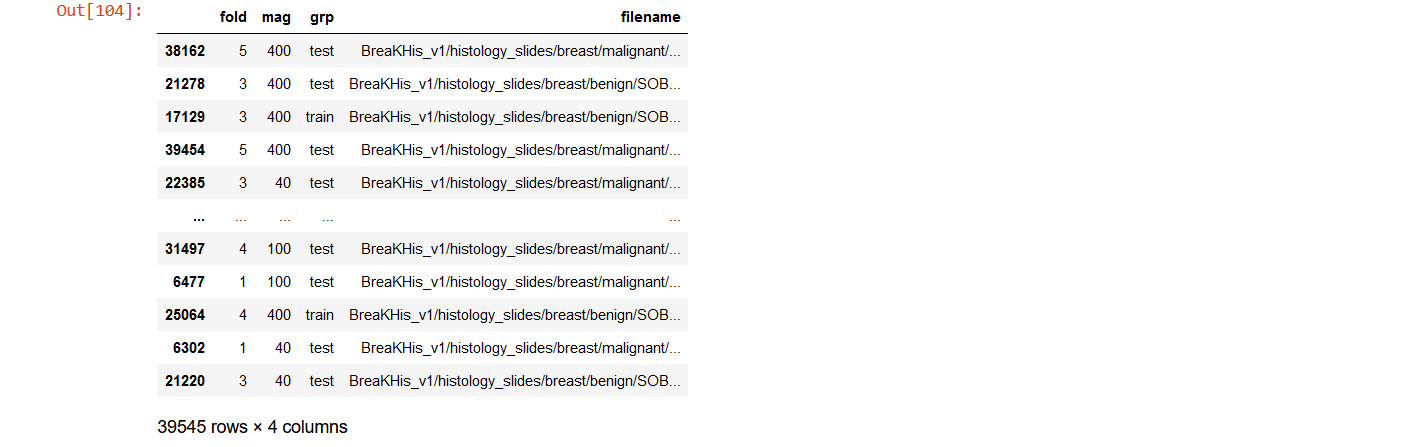 Out[104]:
fold mag grp filename
38162 5 400 test BreaKHis_v1/histology_slides/breast/malignant/...
21278 3 400 test BreaKHis_v1/histology_slides/breast/benign/SOB...
17129 3 400 train BreaKHis_v1/histology_slides/breast/benign/SOB...
39454 5 400 test BreaKHis_v1/histology_slides/breast/malignant/...
22385 3 40 test BreaKHis_v1/histology_slides/breast/malignant/...
... ... ... ... ...
31497 4 100 test BreaKHis_v1/histology_slides/breast/malignant/...
6477 1 100 test BreaKHis_v1/histology_slides/breast/malignant/...
25064 4 400 train BreaKHis_v1/histology_slides/breast/benign/SOB...
6302 1 40 test BreaKHis_v1/histology_slides/breast/malignant/...
21220 3 40 test BreaKHis_v1/histology_slides/breast/benign/SOB...
39545 rows × 4 columns